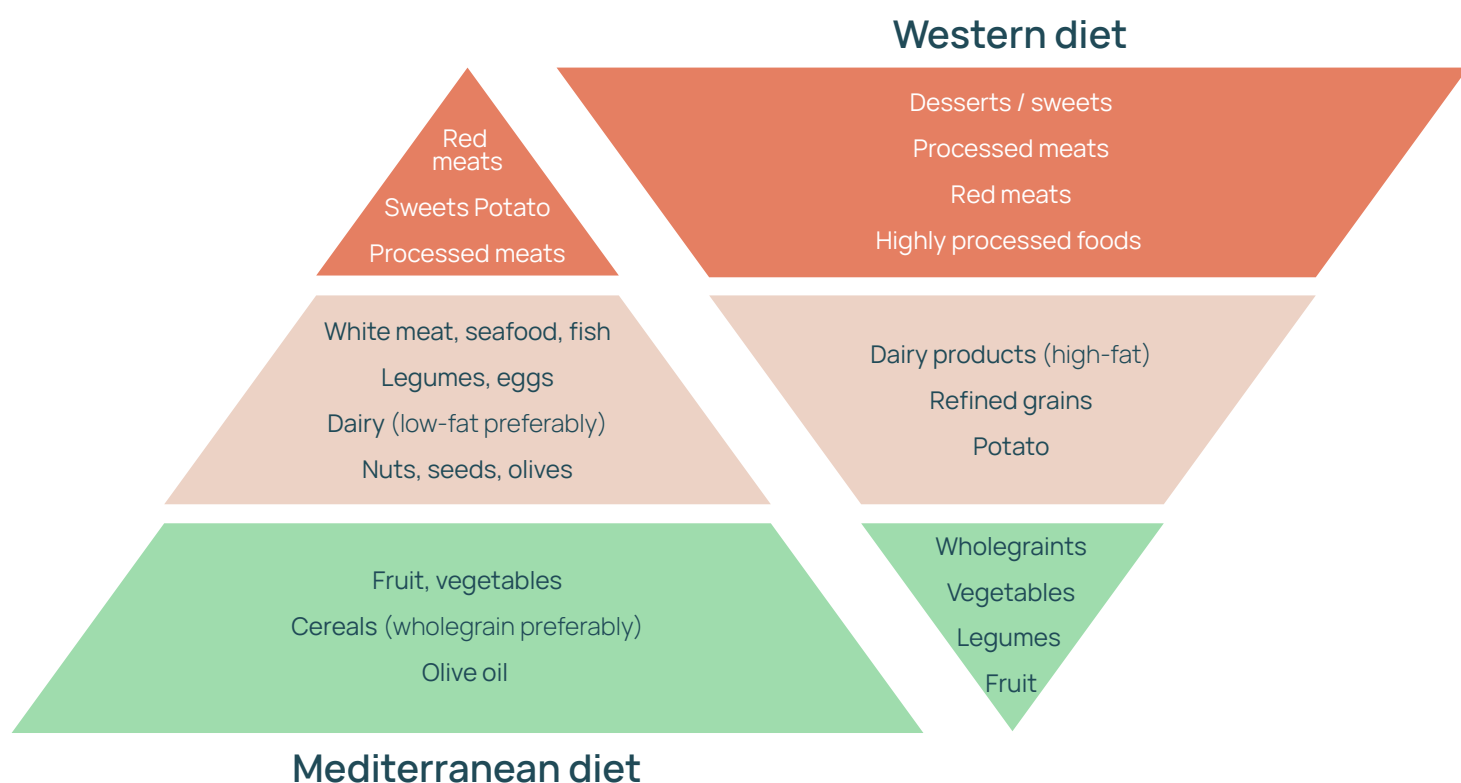 Western diet
Red
meats
Sweets Potato
Processed meats
Desserts / sweets
Processed meats
Red meats
Highly processed foods
White meat, seafood, fish
Legumes, eggs
Dairy (low-fat preferably)
Nuts, seeds, olives
Dairy products (high-fat)
Refined grains
Potato
Fruit, vegetables
Cereals (wholegrain preferably)
Olive oil
Wholegraints
Vegetables
Legumes
Fruit
Mediterranean diet